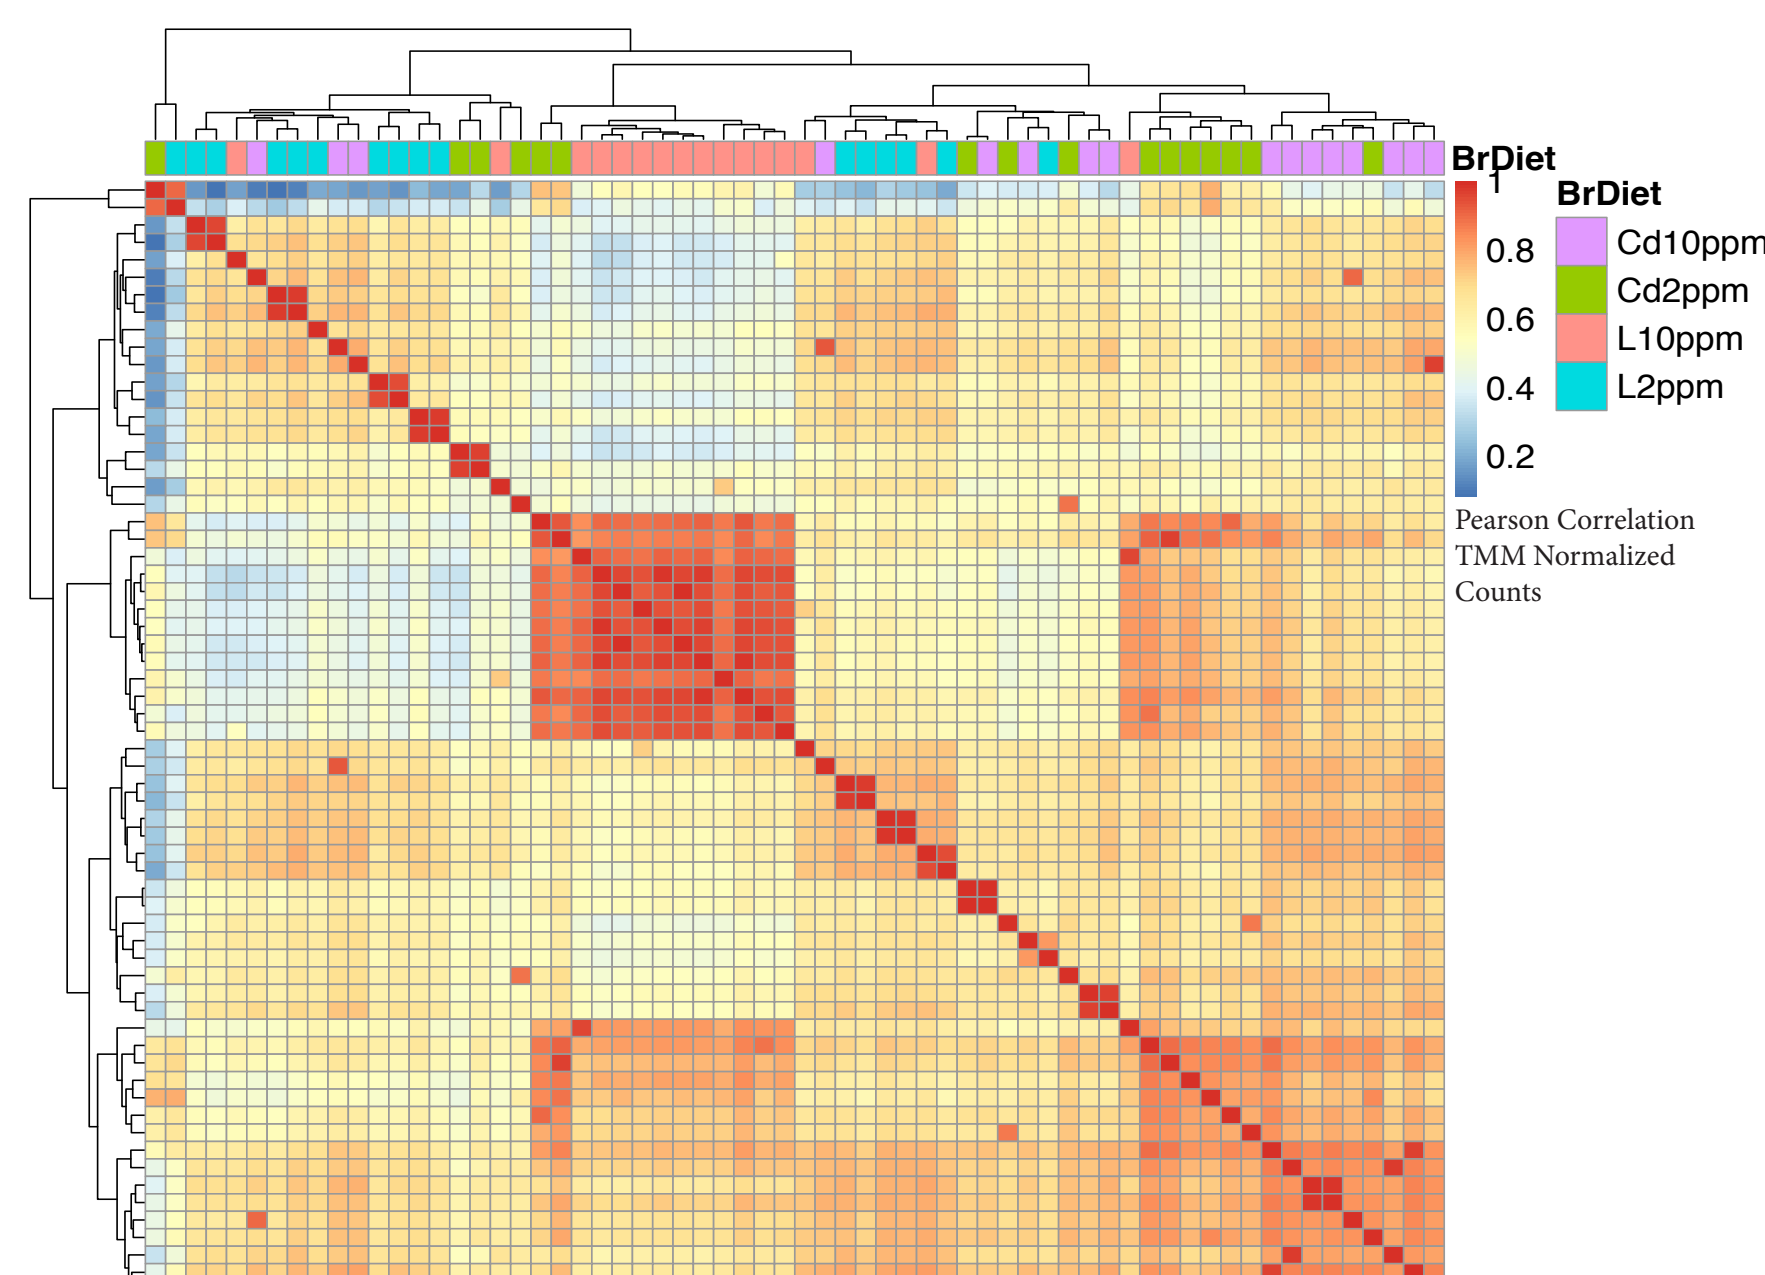 BrDiet
1
0.8
0.6
0.4
0.2
BrDiet
Cd10ppm
Cd2ppm
L10ppm
L2ppm
Pearson Correlation
TMM Normalized
Counts